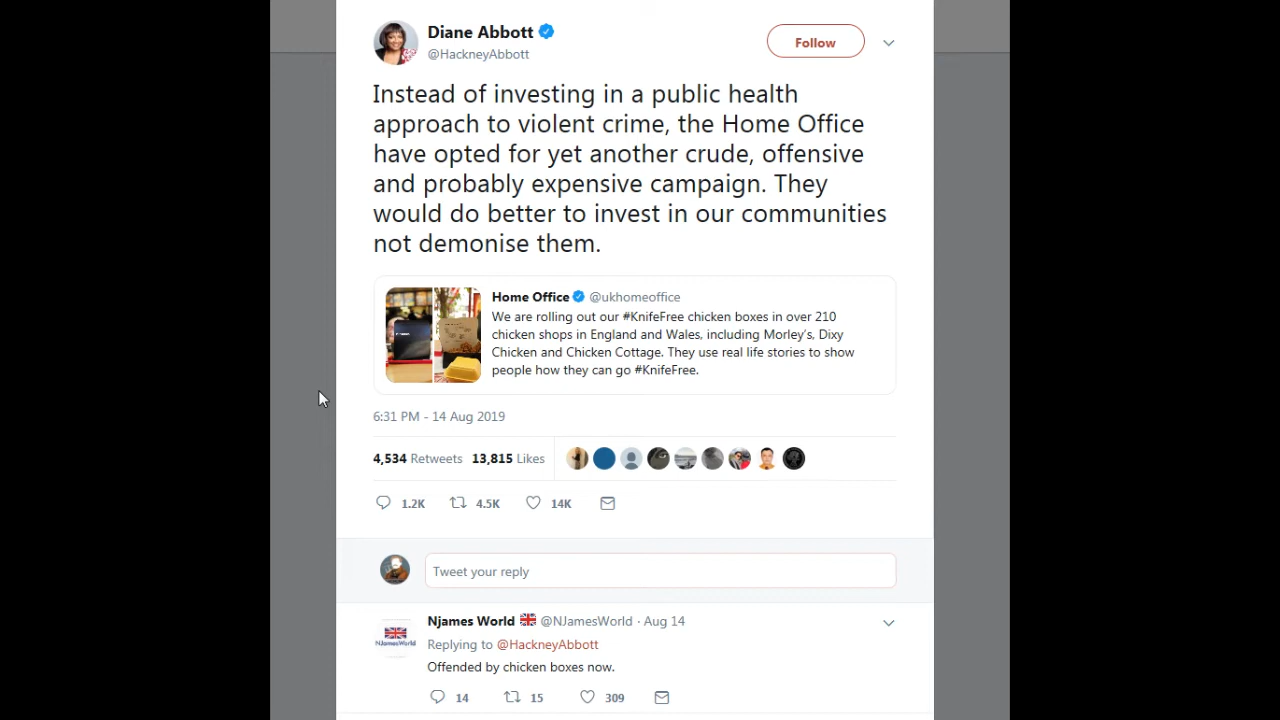 Diane Abbott
@HackneyAbbott
Follow
Instead of investing in a public health
approach to violent crime, the Home Office
have opted for yet another crude, offensive
and probably expensive campaign. They
would do better to invest in our communities
not demonise them.
Home Office @ukhomeoffice
We are rolling out our #KnifeFree chicken boxes in over 210
chicken shops in England and Wales, including Morley's, Dixy
Chicken and Chicken Cottage. They use real life stories to show
people how they can go #KnifeFree.
6:31 PM - 14 Aug 2019
4,534 Retweets 13,815 Likes
1.2K 4.5K 14K
Tweet your reply
NJamesWorld
Njames World @NJamesWorld · Aug 14
Replying to @HackneyAbbott
Offended by chicken boxes now.
14 15 309